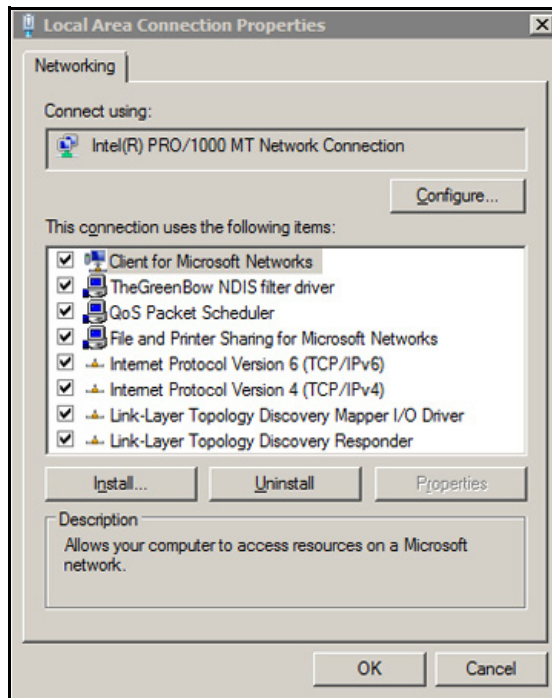 Local Area Connection Properties
Networking
Connect using:
Intel(R) PRO/1000 MT Network Connection
Configure...
This connection uses the following items:
Client for Microsoft Networks
TheGreenBow NDIS filter driver
QoS Packet Scheduler
File and Printer Sharing for Microsoft Networks
Internet Protocol Version 6 (TCP/IPv6)
Internet Protocol Version 4 (TCP/IPv4)
Link-Layer Topology Discovery Mapper I/O Driver
Link-Layer Topology Discovery Responder
Install... Uninstall Properties
Description
Allows your computer to access resources on a Microsoft
network.
OK Cancel